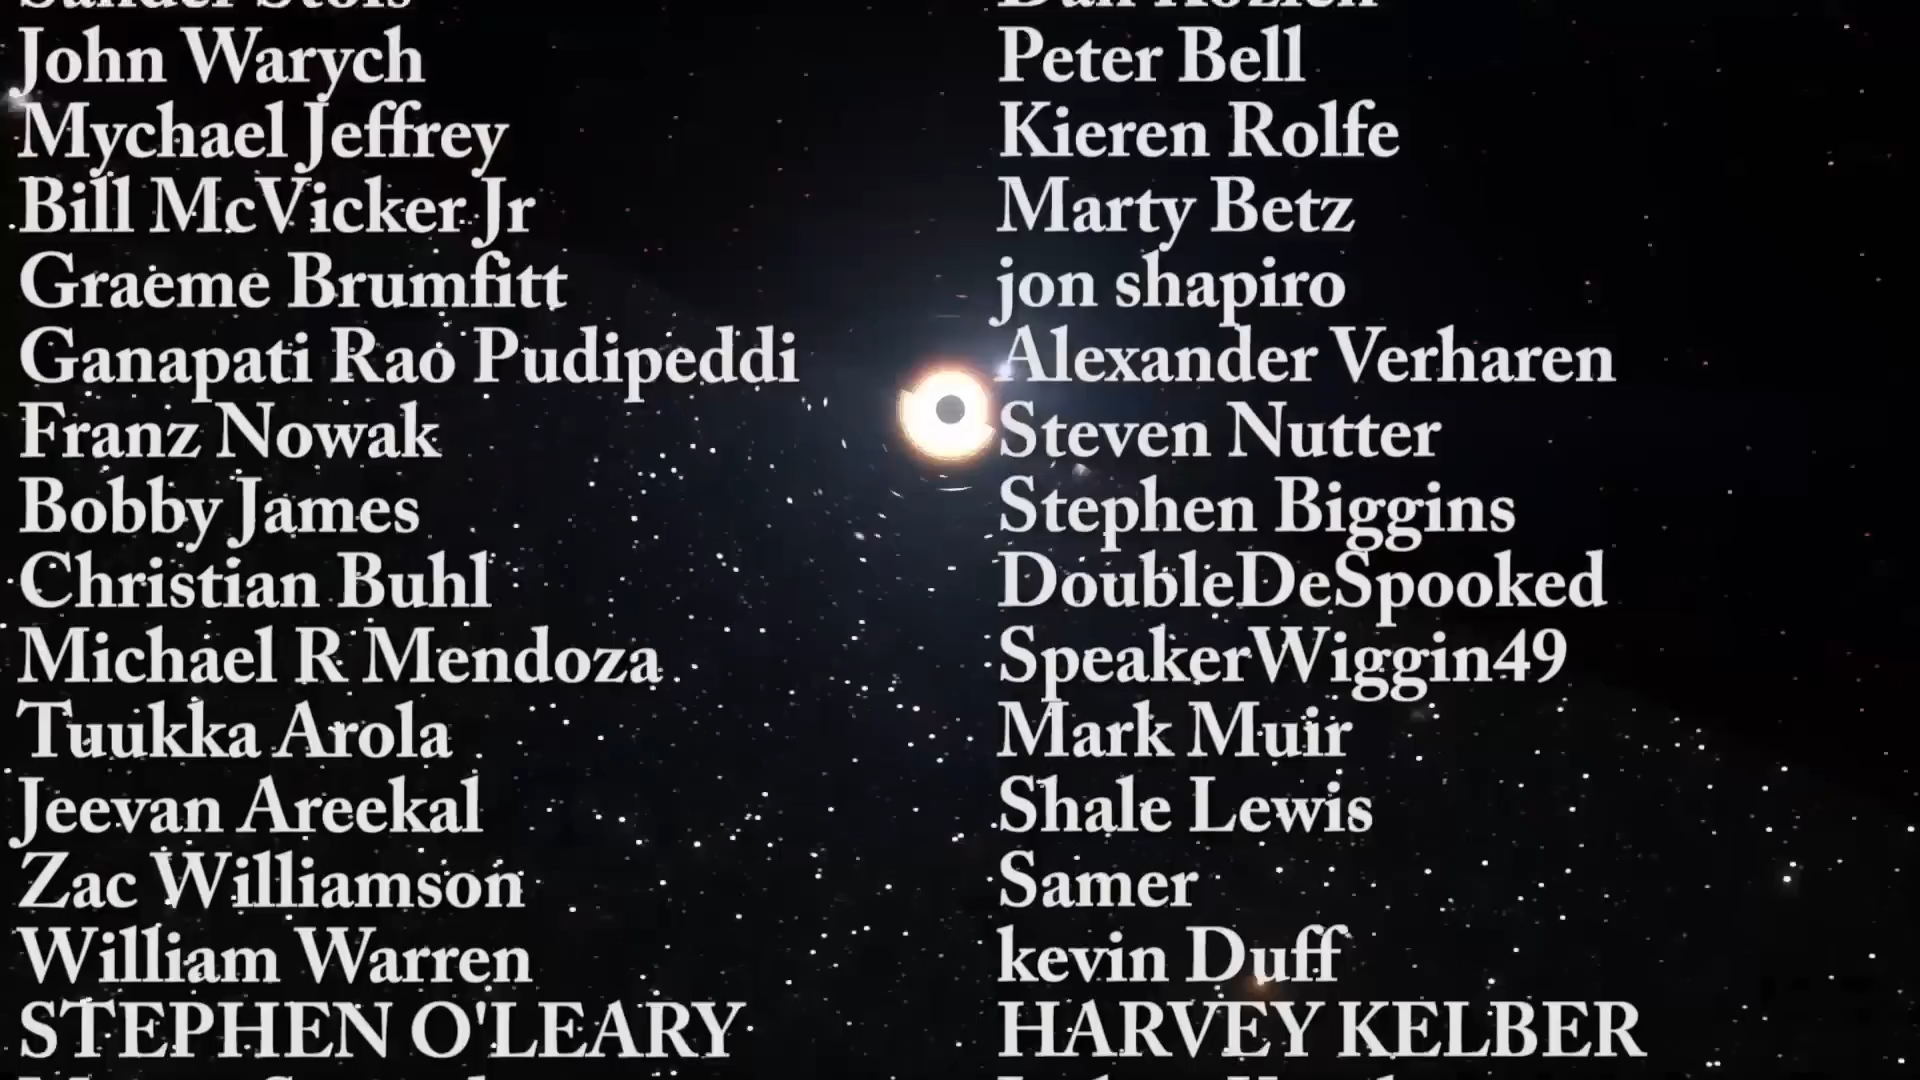 John Warych
Mychael Jeffrey
Bill McVicker Jr
Graeme Brumfitt
Ganapati Rao Pudipeddi
Franz Nowak
Bobby James
Christian Buhl
Michael R Mendoza
Tuukka Arola
Jeevan Areekal
Zac Williamson
William Warren
STEPHEN O'LEARY
Peter Bell
Kieren Rolfe
Marty Betz
jon shapiro
Alexander Verharen
Steven Nutter
Stephen Biggins
DoubleDeSpooked
SpeakerWiggin49
Mark Muir
Shale Lewis
Samer
kevin Duff
HARVEY KELBER